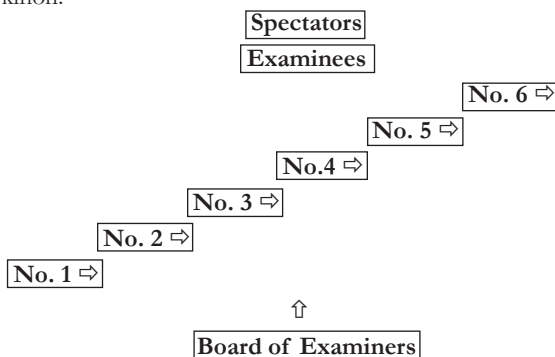 Spectators
Examinees
No. 6 ⇨
No. 5 ⇨
No.4 ⇨
No. 3 ⇨
No. 2 ⇨
No. 1 ⇨
⇧
Board of Examiners